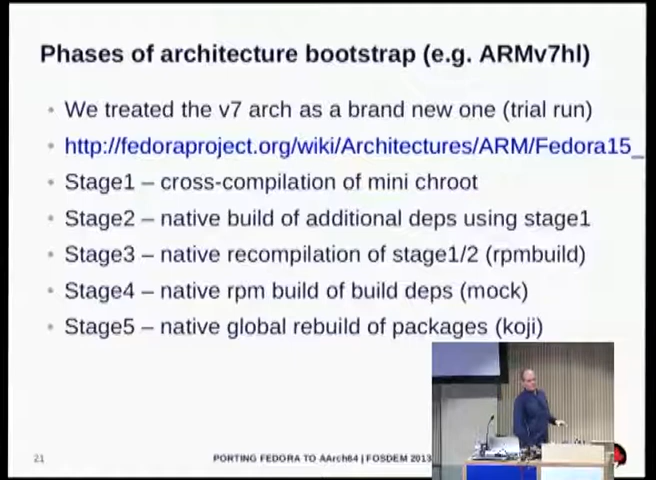 Phases of architecture bootstrap (e.g. ARMv7hl)
We treated the v7 arch as a brand new one (trial run)
http://fedoraproject.org/wiki/Architectures/ARM/Fedora15_
Stage1 – cross-compilation of mini chroot
Stage2 – native build of additional deps using stage1
Stage3 – native recompilation of stage1/2 (rpmbuild)
Stage4 – native rpm build of build deps (mock)
Stage5 – native global rebuild of packages (koji)
21
PORTING FEDORA TO AArch64 | FOSDEM 2013